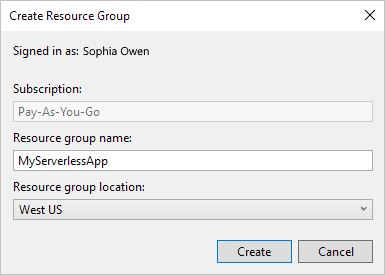 Create Resource Group
Signed in as: Sophia Owen
Subscription:
Pay-As-You-Go
Resource group name:
MyServerlessApp
Resource group location:
West US
Create Cancel